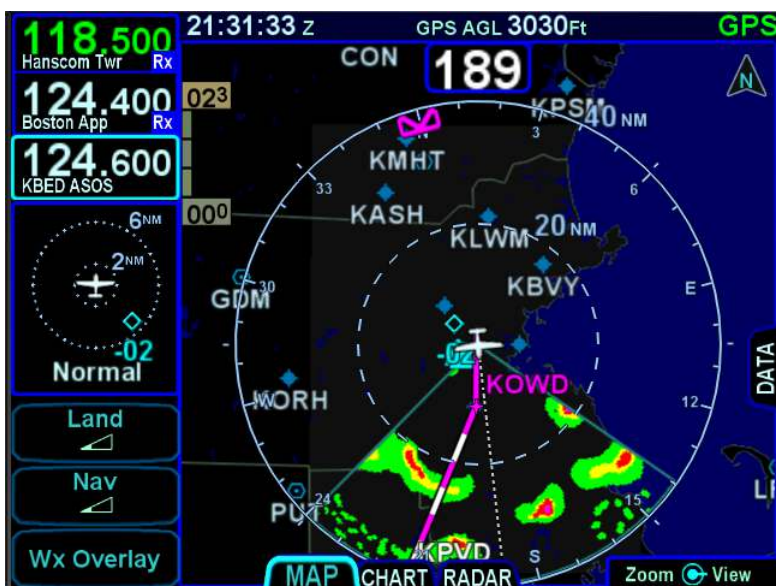 118.500
Hanscom Twr Rx
124.400
Boston App Rx
124.600
KBED ASOS
6NM
2NM
-02
Normal
Land
Nav
Wx Overlay
21:31:33 Z
GPS AGL 3030Ft
GPS
CON
189
N
02³
00⁰
KPSM
40 NM
3
N
KMHT
33
6
KASH
KLWM
20 NM
KBVY
GDM
30
E
-02
DATA
KOWD
KORH
W
12
24
15
PUT
KPVD
S
MAP
CHART
RADAR
Zoom
View